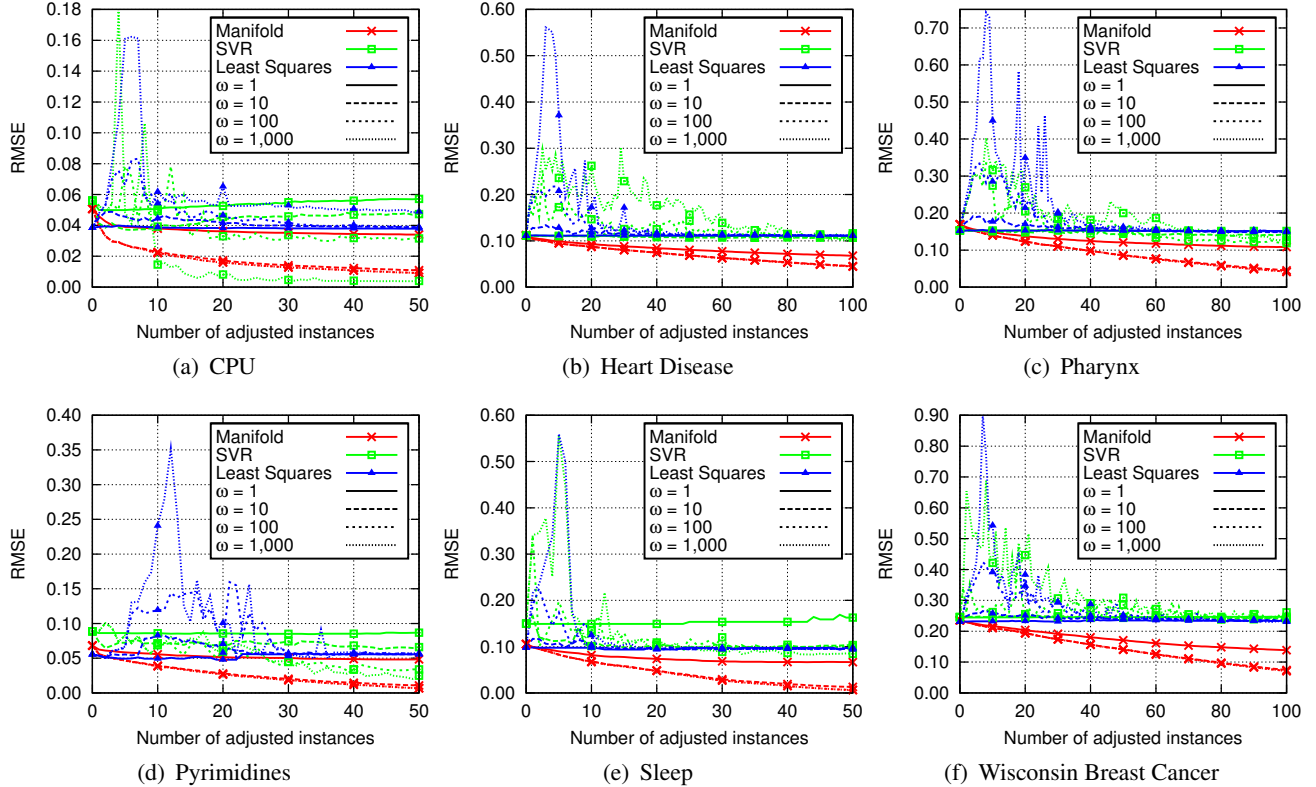 0.18
0.16
0.14
0.12
0.10
0.08
0.06
0.04
0.02
0.00
RMSE
Manifold
SVR
Least Squares
ω = 1
ω = 10
ω = 100
ω = 1,000
0 10 20 30 40 50
Number of adjusted instances
(a) CPU
0.60
0.50
0.40
0.30
0.20
0.10
0.00
RMSE
Manifold
SVR
Least Squares
ω = 1
ω = 10
ω = 100
ω = 1,000
0 20 40 60 80 100
Number of adjusted instances
(b) Heart Disease
0.70
0.60
0.50
0.40
0.30
0.20
0.10
0.00
RMSE
Manifold
SVR
Least Squares
ω = 1
ω = 10
ω = 100
ω = 1,000
0 20 40 60 80 100
Number of adjusted instances
(c) Pharynx
0.40
0.35
0.30
0.25
0.20
0.15
0.10
0.05
0.00
RMSE
Manifold
SVR
Least Squares
ω = 1
ω = 10
ω = 100
ω = 1,000
0 10 20 30 40 50
Number of adjusted instances
(d) Pyrimidines
0.60
0.50
0.40
0.30
0.20
0.10
0.00
RMSE
Manifold
SVR
Least Squares
ω = 1
ω = 10
ω = 100
ω = 1,000
0 10 20 30 40 50
Number of adjusted instances
(e) Sleep
0.90
0.80
0.70
0.60
0.50
0.40
0.30
0.20
0.10
0.00
RMSE
Manifold
SVR
Least Squares
ω = 1
ω = 10
ω = 100
ω = 1,000
0 20 40 60 80 100
Number of adjusted instances
(f) Wisconsin Breast Cancer